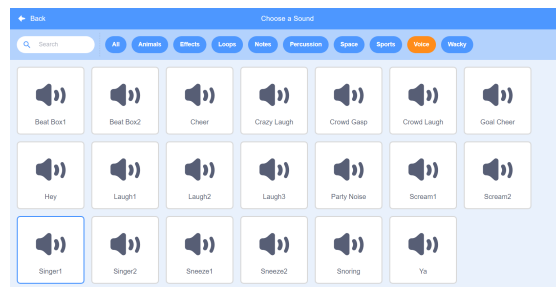 Back
Choose a Sound
Search
All Animals Effects Loops Notes Percussion Space Sports Voice Wacky
Beat Box1 Beat Box2 Cheer Crazy Laugh Crowd Gasp Crowd Laugh Goal Cheer
Hey Laugh1 Laugh2 Laugh3 Party Noise Scream1 Scream2
Singer1 Singer2 Sneeze1 Sneeze2 Snoring Ya